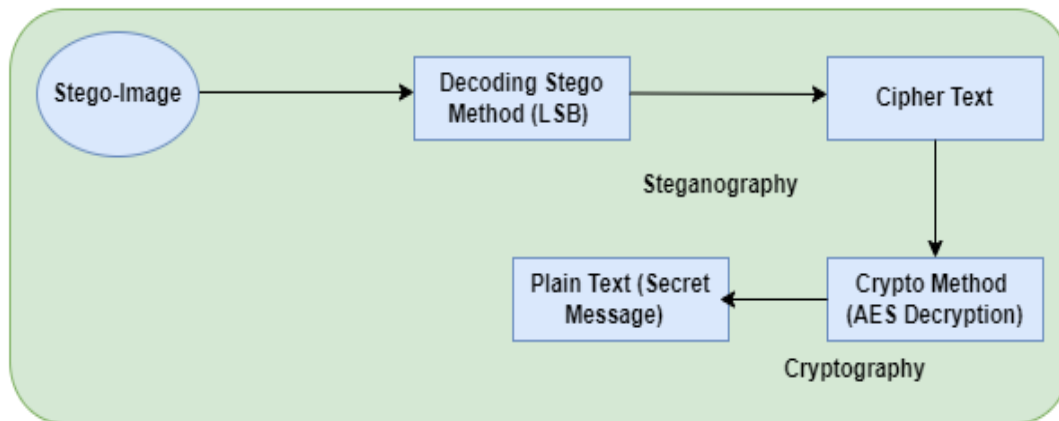 Stego-Image
Decoding Stego
Method (LSB)
Cipher Text
Steganography
Plain Text (Secret
Message)
Crypto Method
(AES Decryption)
Cryptography